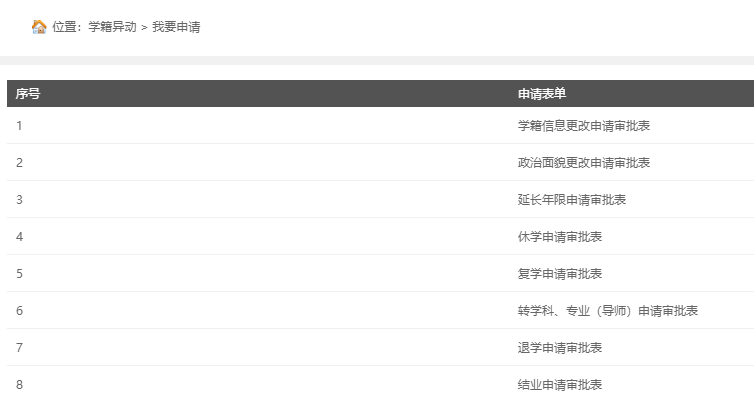 位置：学籍异动 > 我要申请
序号 申请表单
1 学籍信息更改申请审批表
2 政治面貌更改申请审批表
3 延长年限申请审批表
4 休学申请审批表
5 复学申请审批表
6 转学科、专业（导师）申请审批表
7 退学申请审批表
8 结业申请审批表